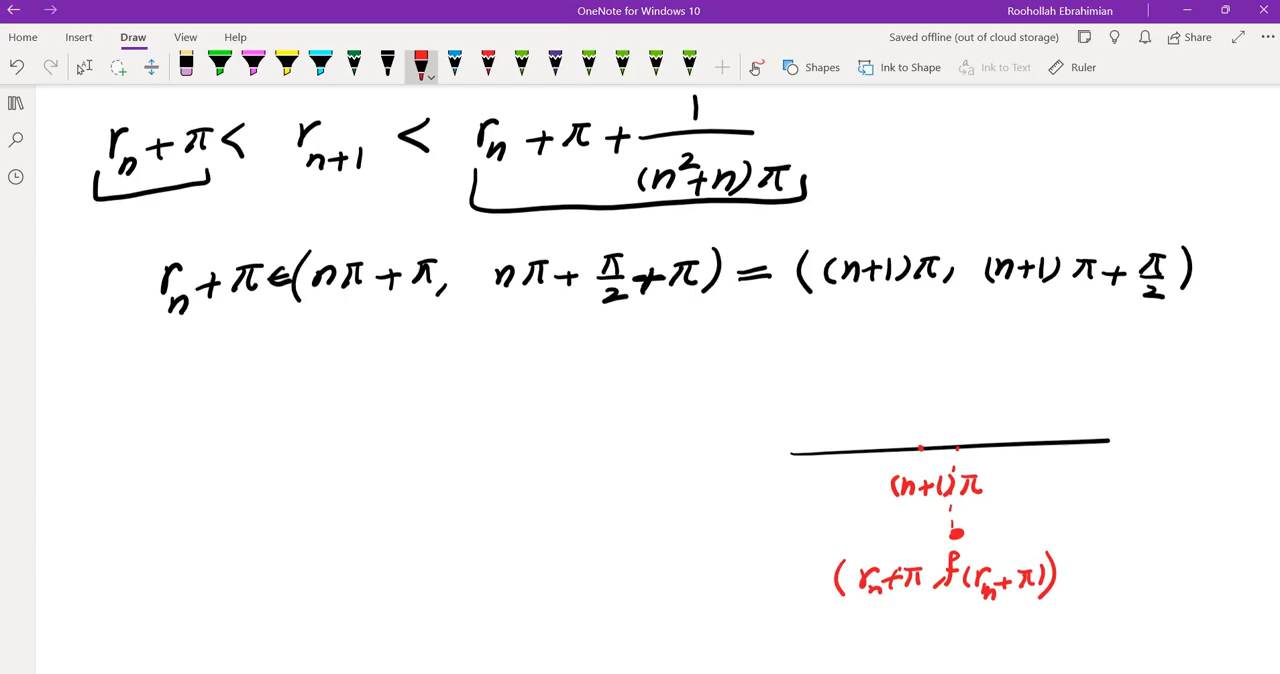 OneNote for Windows 10
Roohollah Ebrahimian
Home Insert Draw View Help
Saved offline (out of cloud storage) Share
Shapes Ink to Shape Ink to Text Ruler
r_n + π < r_{n+1} < r_n + π + 1/((n²+n)π)
r_n + π ∈ (nπ + π, nπ + π/2 + π) = ((n+1)π, (n+1)π + π/2)
(n+1)π
(r_n + π, f(r_n + π))